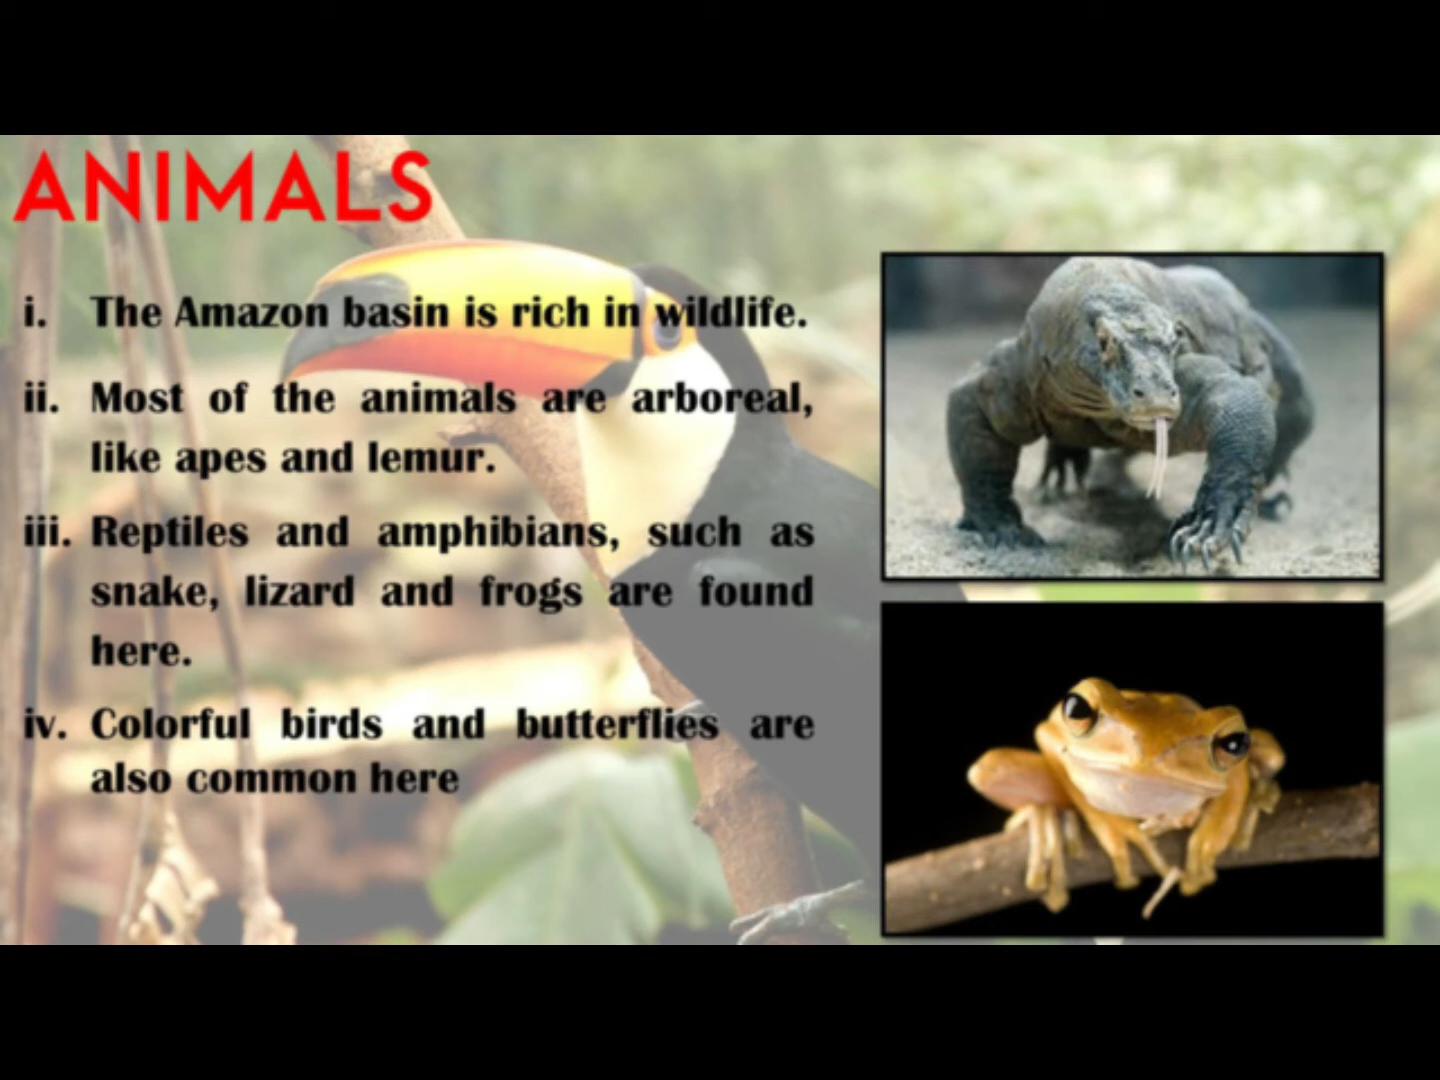 ANIMALS
i. The Amazon basin is rich in wildlife.
ii. Most of the animals are arboreal,
like apes and lemur.
iii. Reptiles and amphibians, such as
snake, lizard and frogs are found
here.
iv. Colorful birds and butterflies are
also common here